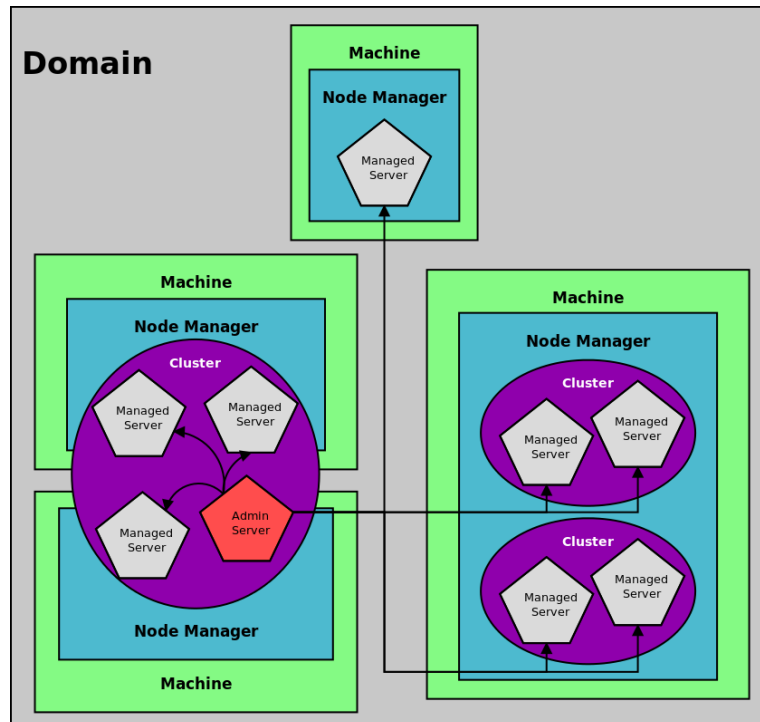 Domain
Machine
Node Manager
Managed
Server
Machine
Node Manager
Cluster
Managed
Server
Managed
Server
Managed
Server
Admin
Server
Node Manager
Machine
Machine
Node Manager
Cluster
Managed
Server
Managed
Server
Cluster
Managed
Server
Managed
Server